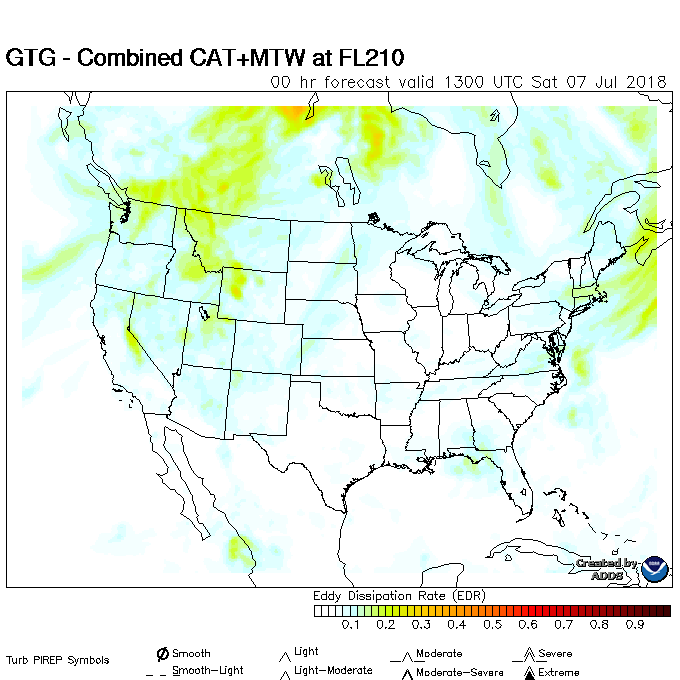 GTG - Combined CAT+MTW at FL210
00 hr forecast valid 1300 UTC Sat 07 Jul 2018
Created by
ADDS
Eddy Dissipation Rate (EDR)
0.1 0.2 0.3 0.4 0.5 0.6 0.7 0.8 0.9
Turb PIREP Symbols
Smooth Light Moderate Severe
Smooth-Light Light-Moderate Moderate-Severe Extreme